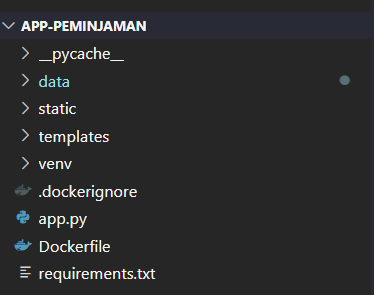 APP-PEMINJAMAN
__pycache__
data
static
templates
venv
.dockerignore
app.py
Dockerfile
requirements.txt